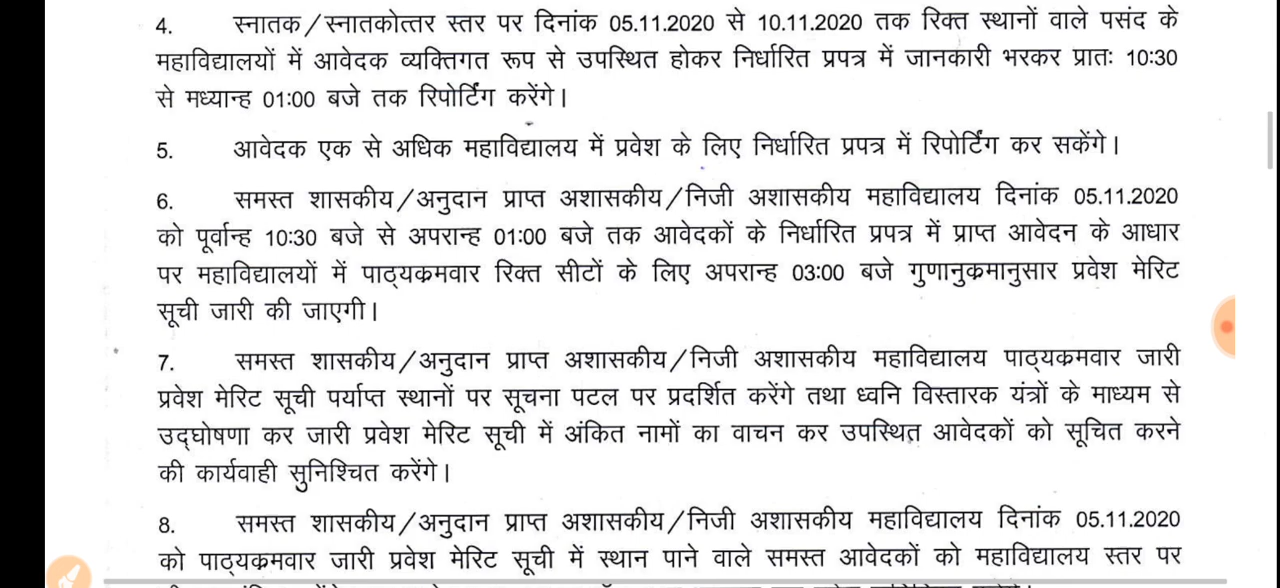 4. स्नातक/स्नातकोत्तर स्तर पर दिनांक 05.11.2020 से 10.11.2020 तक रिक्त स्थानों वाले पसंद के
महाविद्यालयों में आवेदक व्यक्तिगत रूप से उपस्थित होकर निर्धारित प्रपत्र में जानकारी भरकर प्रातः 10:30
से मध्यान्ह 01:00 बजे तक रिपोर्टिंग करेंगे।
5. आवेदक एक से अधिक महाविद्यालय में प्रवेश के लिए निर्धारित प्रपत्र में रिपोर्टिंग कर सकेंगे।
6. समस्त शासकीय/अनुदान प्राप्त अशासकीय/निजी अशासकीय महाविद्यालय दिनांक 05.11.2020
को पूर्वान्ह 10:30 बजे से अपरान्ह 01:00 बजे तक आवेदकों के निर्धारित प्रपत्र में प्राप्त आवेदन के आधार
पर महाविद्यालयों में पाठ्यक्रमवार रिक्त सीटों के लिए अपरान्ह 03:00 बजे गुणानुक्रमानुसार प्रवेश मेरिट
सूची जारी की जाएगी।
7. समस्त शासकीय/अनुदान प्राप्त अशासकीय/निजी अशासकीय महाविद्यालय पाठ्यक्रमवार जारी
प्रवेश मेरिट सूची पर्याप्त स्थानों पर सूचना पटल पर प्रदर्शित करेंगे तथा ध्वनि विस्तारक यंत्रों के माध्यम से
उद्घोषणा कर जारी प्रवेश मेरिट सूची में अंकित नामों का वाचन कर उपस्थित आवेदकों को सूचित करने
की कार्यवाही सुनिश्चित करेंगे।
8. समस्त शासकीय/अनुदान प्राप्त अशासकीय/निजी अशासकीय महाविद्यालय दिनांक 05.11.2020
को पाठ्यक्रमवार जारी प्रवेश मेरिट सूची में स्थान पाने वाले समस्त आवेदकों को महाविद्यालय स्तर पर